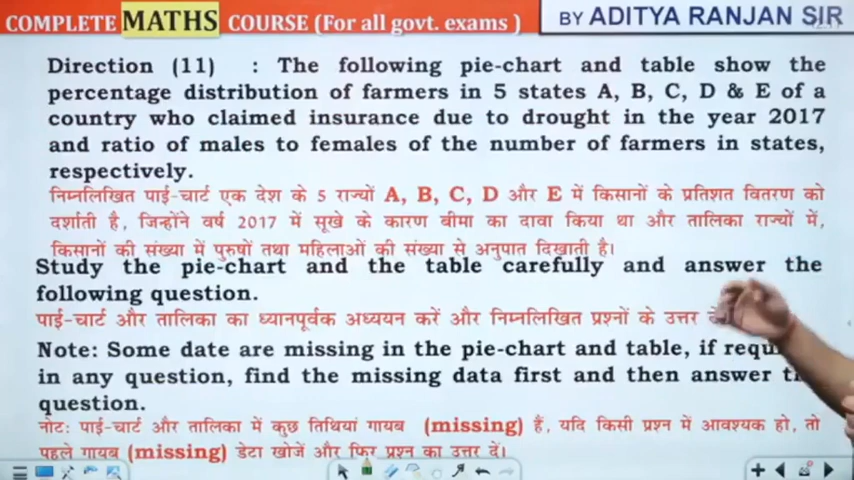 COMPLETE MATHS COURSE (For all govt. exams )
BY ADITYA RANJAN SIR
Direction (11) : The following pie-chart and table show the
percentage distribution of farmers in 5 states A, B, C, D & E of a
country who claimed insurance due to drought in the year 2017
and ratio of males to females of the number of farmers in states,
respectively.
निम्नलिखित पाई-चार्ट एक देश के 5 राज्यों A, B, C, D और E में किसानों के प्रतिशत वितरण को
दर्शाती है, जिन्होंने वर्ष 2017 में सूखे के कारण बीमा का दावा किया था और तालिका राज्यों में,
किसानों की संख्या में पुरुषों तथा महिलाओं की संख्या से अनुपात दिखाती है।
Study the pie-chart and the table carefully and answer the
following question.
पाई-चार्ट और तालिका का ध्यानपूर्वक अध्ययन करें और निम्नलिखित प्रश्नों के उत्तर
Note: Some date are missing in the pie-chart and table, if requ
in any question, find the missing data first and then answer th
question.
नोट: पाई-चार्ट और तालिका में कुछ तिथियां गायब (missing) हैं, यदि किसी प्रश्न में आवश्यक हो, तो
पहले गायब (missing) डेटा खोजें और फिर प्रश्न का उत्तर दें।